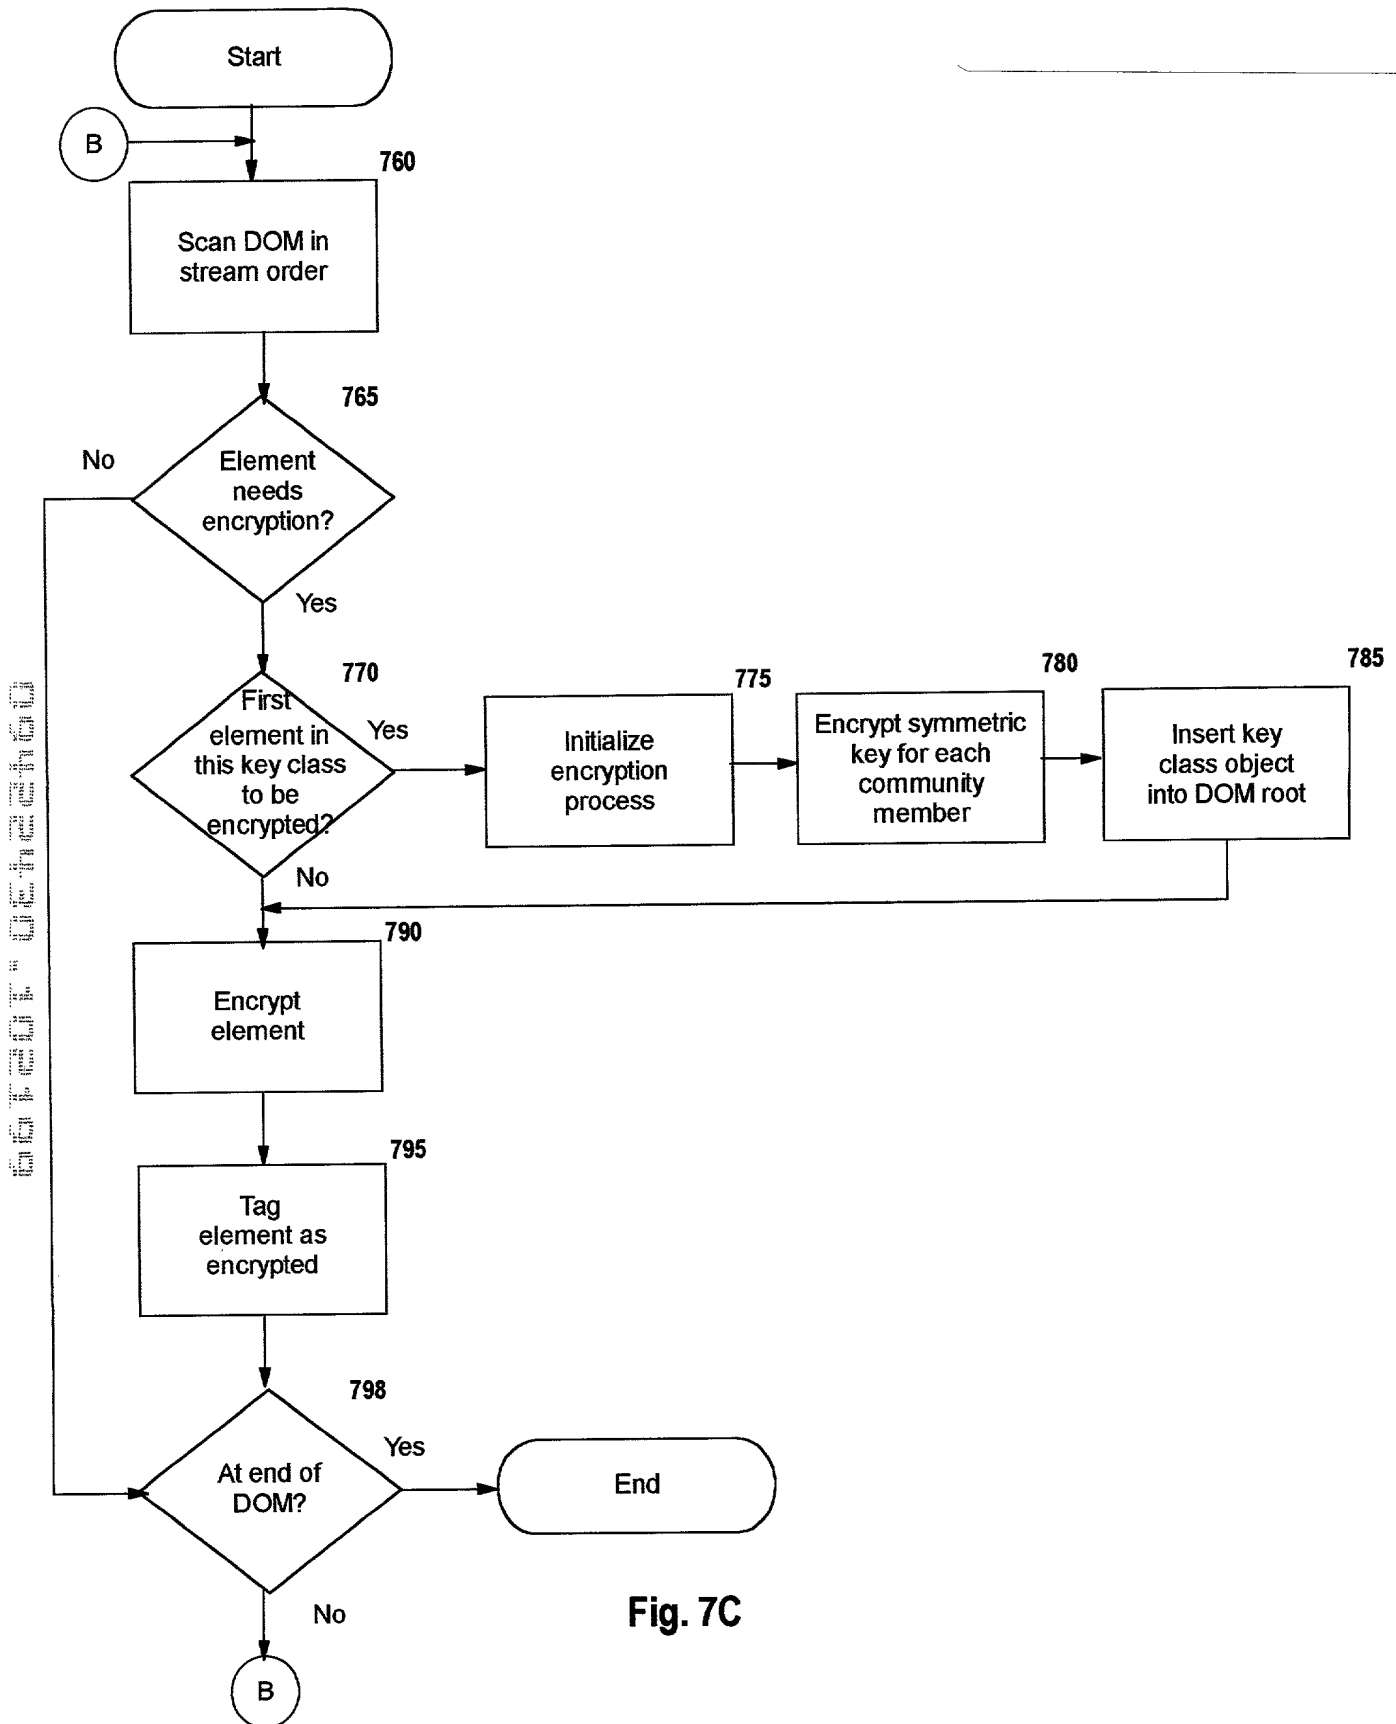 Start
B
760
Scan DOM in
stream order
765
No
Element
needs
encryption?
Yes
770
First
element in
this key class
to be
encrypted?
Yes
No
775
Initialize
encryption
process
780
Encrypt symmetric
key for each
community
member
785
Insert key
class object
into DOM root
790
Encrypt
element
795
Tag
element as
encrypted
798
At end of
DOM?
Yes
End
No
B
Fig. 7C